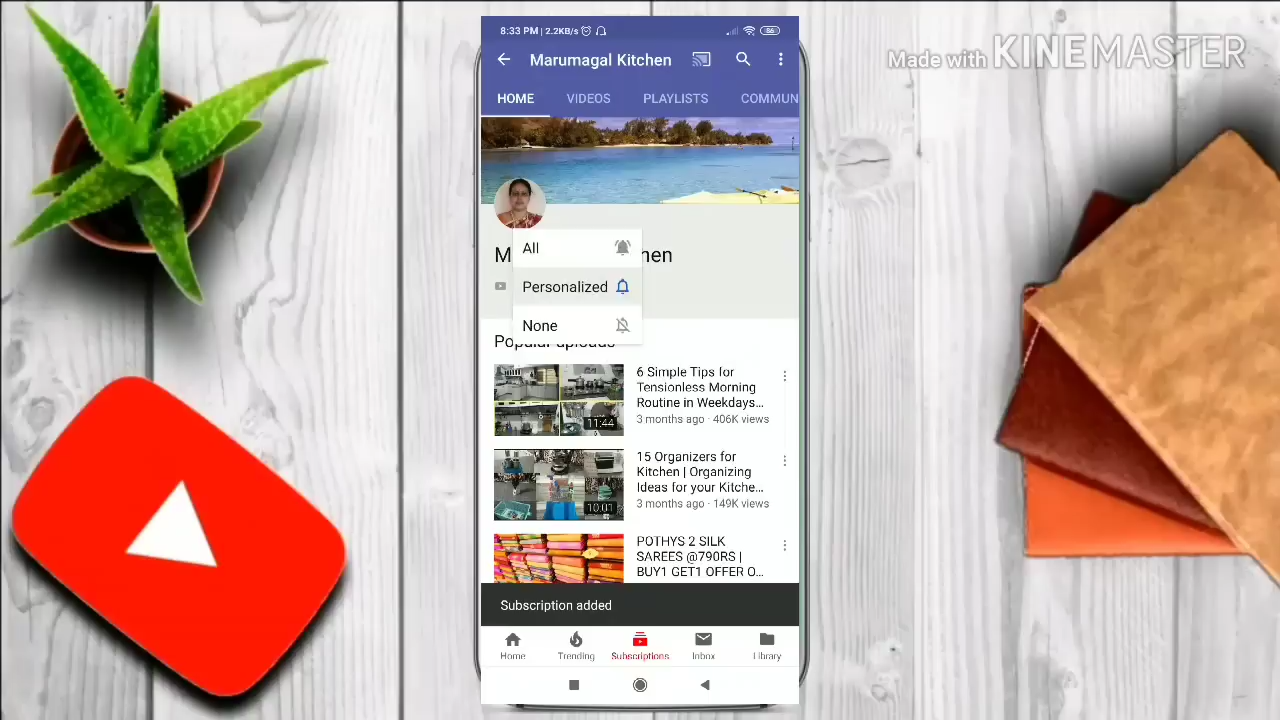 Made with KINEMASTER
8:33 PM | 2.2KB/s
86
Marumagal Kitchen
HOME VIDEOS PLAYLISTS COMMUN
M hen
All
Personalized
None
Popular uploads
6 Simple Tips for
Tensionless Morning
Routine in Weekdays...
3 months ago · 406K views
11:44
15 Organizers for
Kitchen | Organizing
Ideas for your Kitche...
3 months ago · 149K views
10:01
POTHYS 2 SILK
SAREES @790RS |
BUY1 GET1 OFFER O...
Subscription added
Home Trending Subscriptions Inbox Library